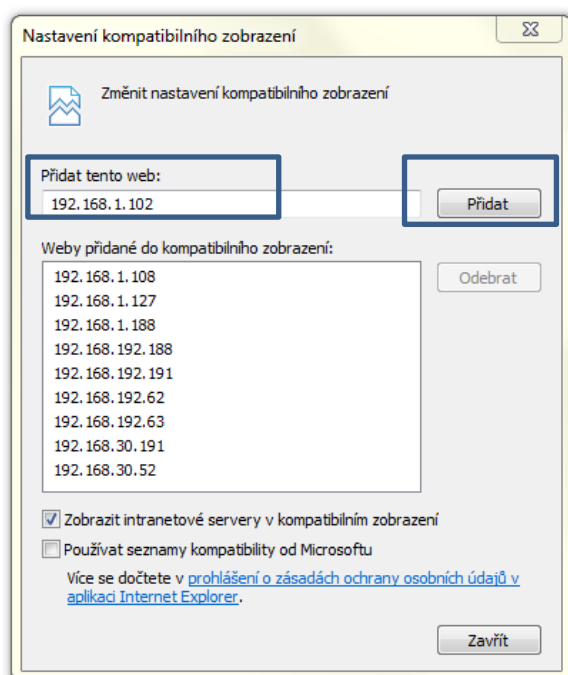 Nastavení kompatibilního zobrazení
Změnit nastavení kompatibilního zobrazení
Přidat tento web:
192.168.1.102
Přidat
Weby přidané do kompatibilního zobrazení:
192.168.1.108
Odebrat
192.168.1.127
192.168.1.188
192.168.192.188
192.168.192.191
192.168.192.62
192.168.192.63
192.168.30.191
192.168.30.52
Zobrazit intranetové servery v kompatibilním zobrazení
Používat seznamy kompatibility od Microsoftu
Více se dočtete v prohlášení o zásadách ochrany osobních údajů v
aplikaci Internet Explorer.
Zavřít